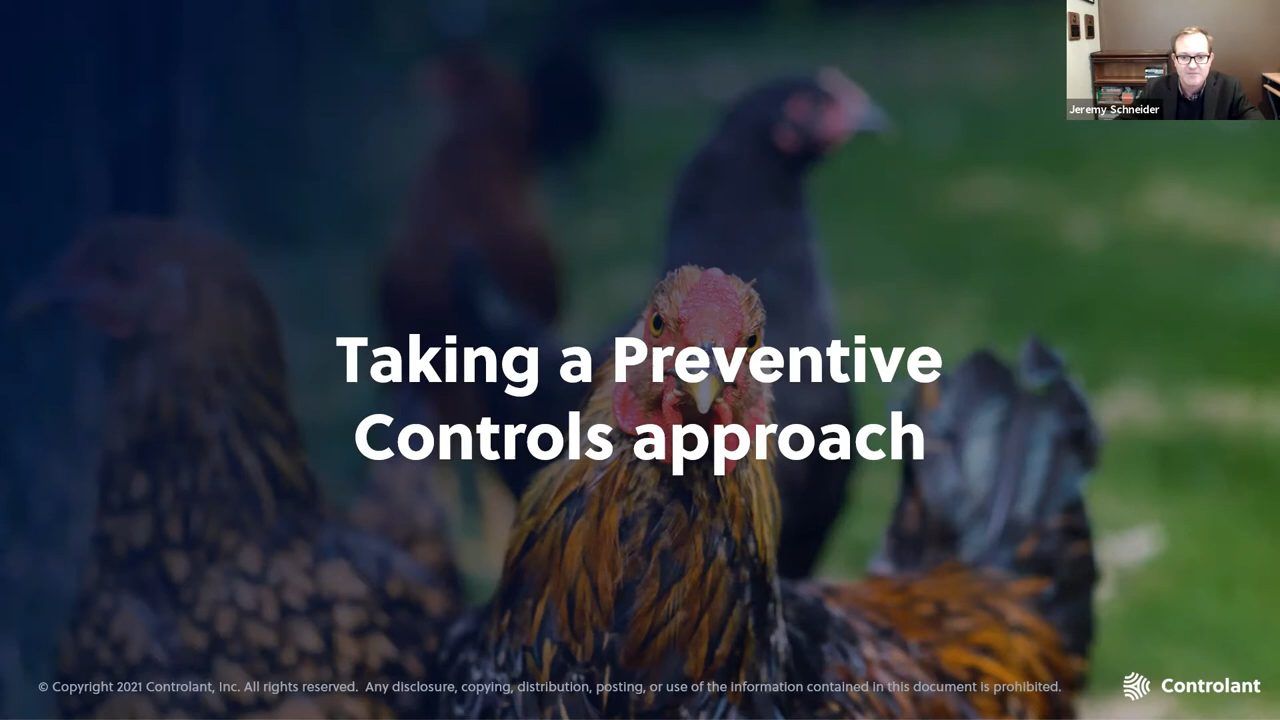 Jeremy Schneider
Taking a Preventive
Controls approach
© Copyright 2021 Controlant, Inc. All rights reserved. Any disclosure, copying, distribution, posting, or use of the information contained in this document is prohibited.
Controlant